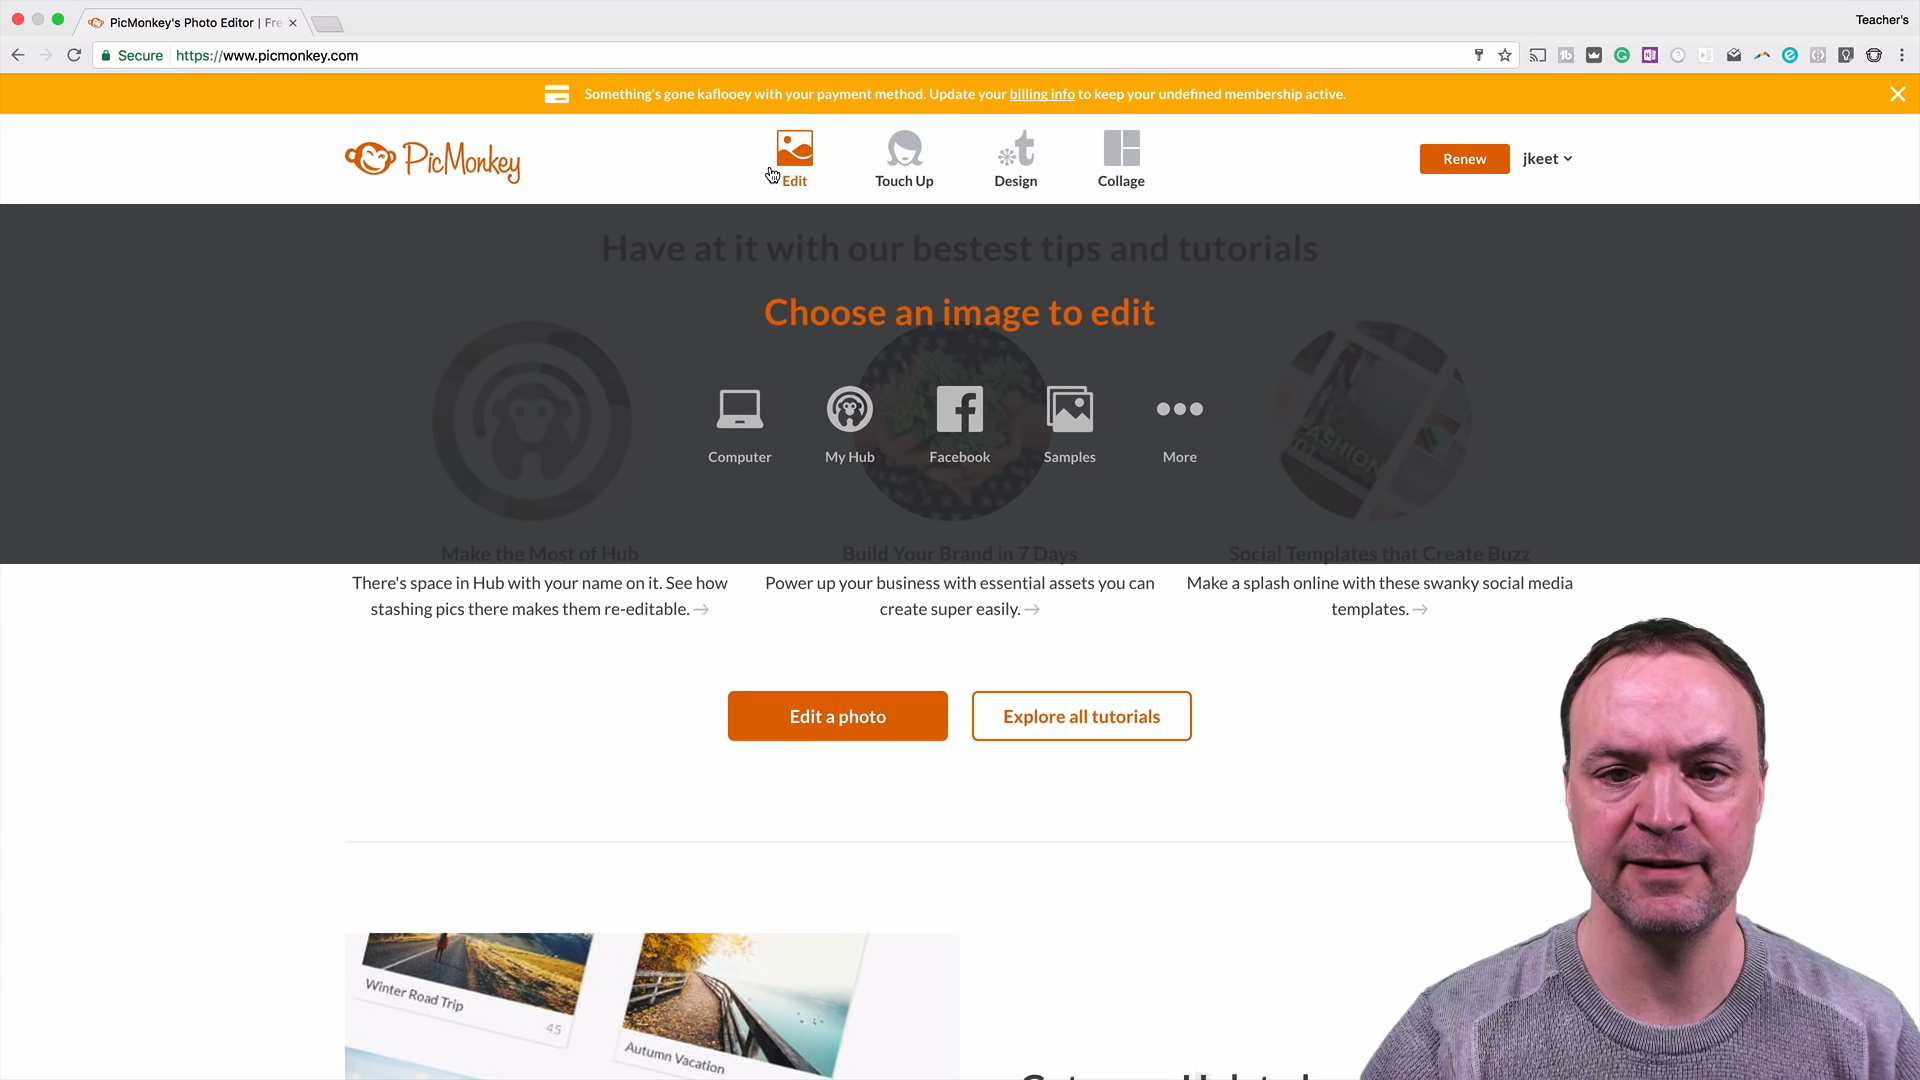 PicMonkey's Photo Editor | Fre
Teacher's
Secure https://www.picmonkey.com
Something's gone kaflooey with your payment method. Update your billing info to keep your undefined membership active.
PicMonkey
Edit
Touch Up
Design
Collage
Renew
jkeet
Have at it with our bestest tips and tutorials
Choose an image to edit
Computer
My Hub
Facebook
Samples
More
FASHION
101
Make the Most of Hub
Build Your Brand in 7 Days
Social Templates that Create Buzz
There's space in Hub with your name on it. See how
stashing pics there makes them re-editable. →
Power up your business with essential assets you can
create super easily. →
Make a splash online with these swanky social media
templates. →
Edit a photo
Explore all tutorials
Winter Road Trip
45
Autumn Vacation